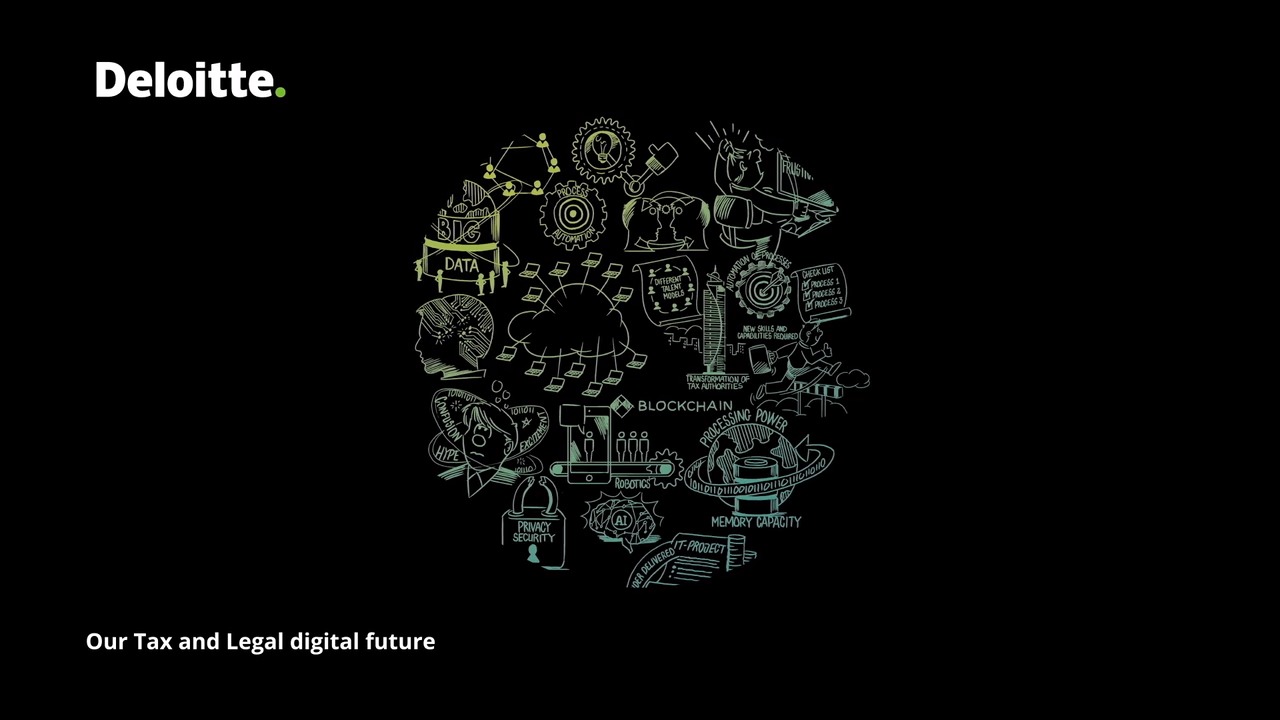 Deloitte.
PROCESS
AUTOMATION
BIG
DATA
DIFFERENT
TALENT
MODELS
AUTOMATION OF PROCESSES
CHECK LIST
PROCESS 1
PROCESS 2
PROCESS 3
NEW SKILLS AND
CAPABILITIES REQUIRED
TRANSFORMATION OF
TAX AUTHORITIES
BLOCKCHAIN
CONFUSION
HYPE
EXCITEMENT
ROBOTICS
PROCESSING POWER
MEMORY CAPACITY
PRIVACY
SECURITY
AI
IT-PROJECT
DELIVERED
Our Tax and Legal digital future